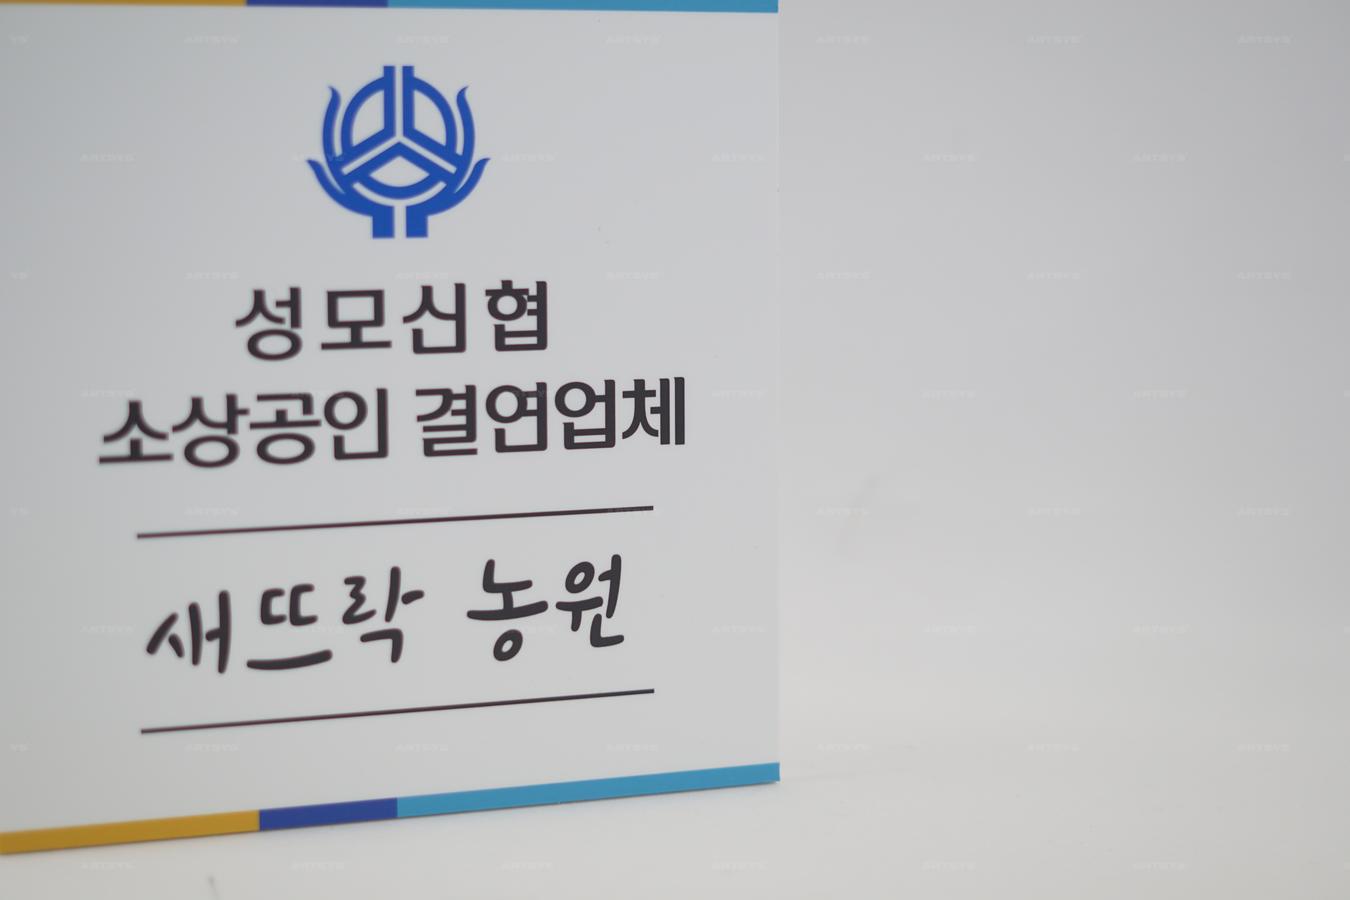 성모신협
소상공인 결연업체
새뜨락 농원